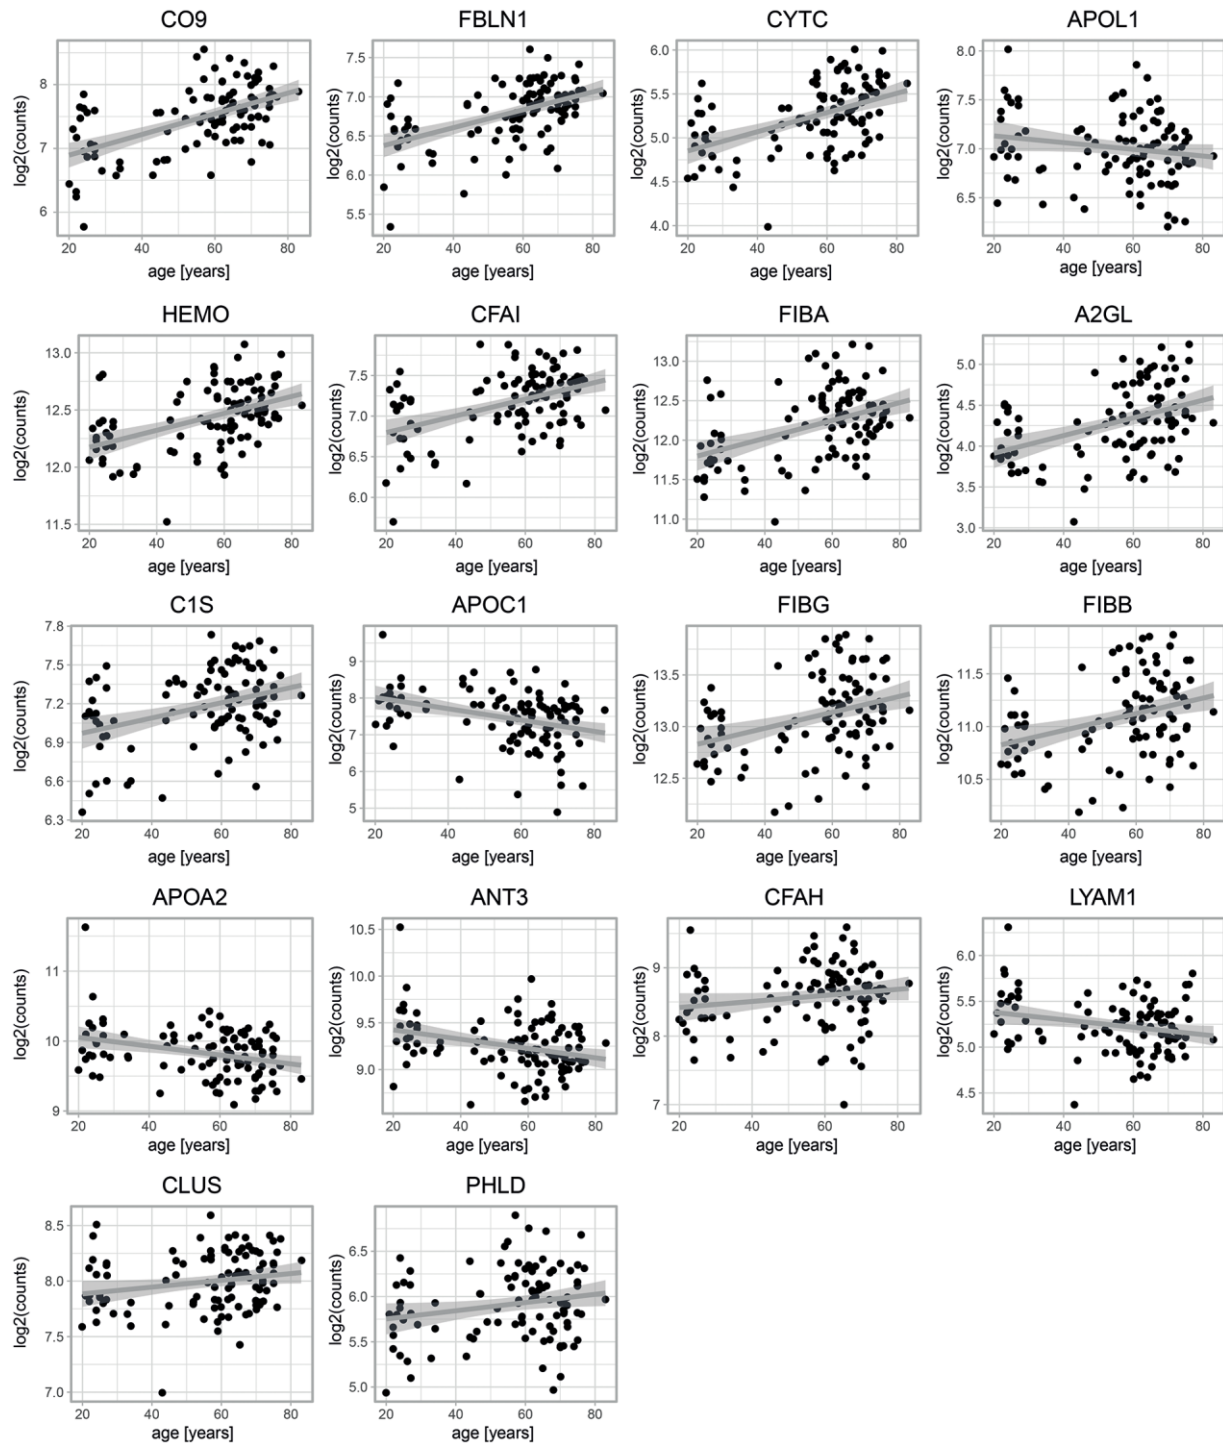 CO9 FBLN1 CYTC APOL1
log2(counts) log2(counts) log2(counts) log2(counts)
8 7.5 6.0 8.0
7 7.0 5.5 7.5
6 6.5 5.0 7.0
6.0 4.5 6.5
5.5 4.0
20 40 60 80 20 40 60 80 20 40 60 80 20 40 60 80
age [years] age [years] age [years] age [years]
HEMO CFAI FIBA A2GL
log2(counts) log2(counts) log2(counts) log2(counts)
13.0 7.5 13.0 5.0
12.5 7.0 12.5 4.5
12.0 6.5 12.0 4.0
11.5 6.0 11.5 3.5
11.0 3.0
20 40 60 80 20 40 60 80 20 40 60 80 20 40 60 80
age [years] age [years] age [years] age [years]
C1S APOC1 FIBG FIBB
log2(counts) log2(counts) log2(counts) log2(counts)
7.8 9 13.5 11.5
7.5 8 13.0 11.0
7.2 7 12.5 10.5
6.9 6
6.6 5
6.3
20 40 60 80 20 40 60 80 20 40 60 80 20 40 60 80
age [years] age [years] age [years] age [years]
APOA2 ANT3 CFAH LYAM1
log2(counts) log2(counts) log2(counts) log2(counts)
11 10.5 9 6.0
10 10.0 8 5.5
9 9.5 7 5.0
9.0 4.5
20 40 60 80 20 40 60 80 20 40 60 80 20 40 60 80
age [years] age [years] age [years] age [years]
CLUS PHLD
log2(counts) log2(counts)
8.5 6.5
8.0 6.0
7.5 5.5
7.0 5.0
20 40 60 80 20 40 60 80
age [years] age [years]